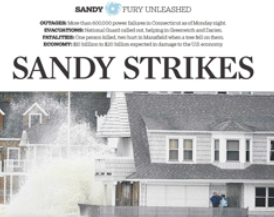 SANDY FURY UNLEASHED
OUTAGES: More than 600,000 power failures in Connecticut as of Monday night.
EVACUATIONS: National Guard called out, helping in Greenwich and Darien.
FATALITIES: One person killed, two hurt in Mansfield when a tree fell on them.
ECONOMY: $10 billion to $20 billion expected in damage to the U.S. economy.
SANDY STRIKES